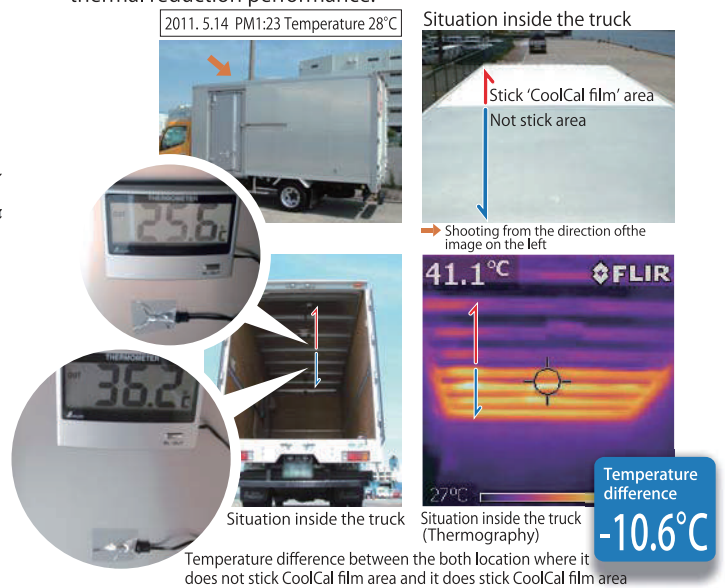 thermal reduction performance.
2011. 5.14 PM1:23 Temperature 28°C
Situation inside the truck
Stick 'CoolCal film' area
Not stick area
Shooting from the direction ofthe
image on the left
THERMOMETER
OUT
25.6c
41.1°C
FLIR
THERMOMETER
OUT
36.2c
27°C
Temperature
difference
-10.6°C
Situation inside the truck
Situation inside the truck
(Thermography)
Temperature difference between the both location where it
does not stick CoolCal film area and it does stick CoolCal film area